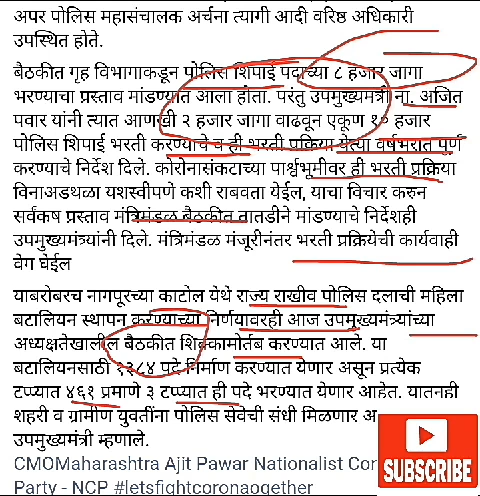 अपर पोलिस महासंचालक अर्चना त्यागी आदी वरिष्ठ अधिकारी
उपस्थित होते.
बैठकीत गृह विभागाकडून पोलिस शिपाई पदाच्या ८ हजार जागा
भरण्याचा प्रस्ताव मांडण्यात आला होता. परंतु उपमुख्यमंत्री ना. अजित
पवार यांनी त्यात आणखी २ हजार जागा वाढवून एकूण १० हजार
पोलिस शिपाई भरती करण्याचे व ही भरती प्रक्रिया येत्या वर्षभरात पूर्ण
करण्याचे निर्देश दिले. कोरोनासंकटाच्या पार्श्वभूमीवर ही भरती प्रक्रिया
विनाअडथळा यशस्वीपणे कशी राबवता येईल, याचा विचार करुन
सर्वंकष प्रस्ताव मंत्रिमंडळ बैठकीत तातडीने मांडण्याचे निर्देशही
उपमुख्यमंत्र्यांनी दिले. मंत्रिमंडळ मंजूरीनंतर भरती प्रक्रियेची कार्यवाही
वेग घेईल
याबरोबरच नागपूरच्या काटोल येथे राज्य राखीव पोलिस दलाची महिला
बटालियन स्थापन करण्याच्या निर्णयावरही आज उपमुख्यमंत्र्यांच्या
अध्यक्षतेखालील बैठकीत शिक्कामोर्तब करण्यात आले. या
बटालियनसाठी १३८४ पदे निर्माण करण्यात येणार असून प्रत्येक
टप्प्यात ४६१ प्रमाणे ३ टप्प्यात ही पदे भरण्यात येणार आहेत. यातनही
शहरी व ग्रामीण युवतींना पोलिस सेवेची संधी मिळणार अ
उपमुख्यमंत्री म्हणाले.
CMOMaharashtra Ajit Pawar Nationalist Cor
Party - NCP #letsfightcoronaogether
SUBSCRIBE